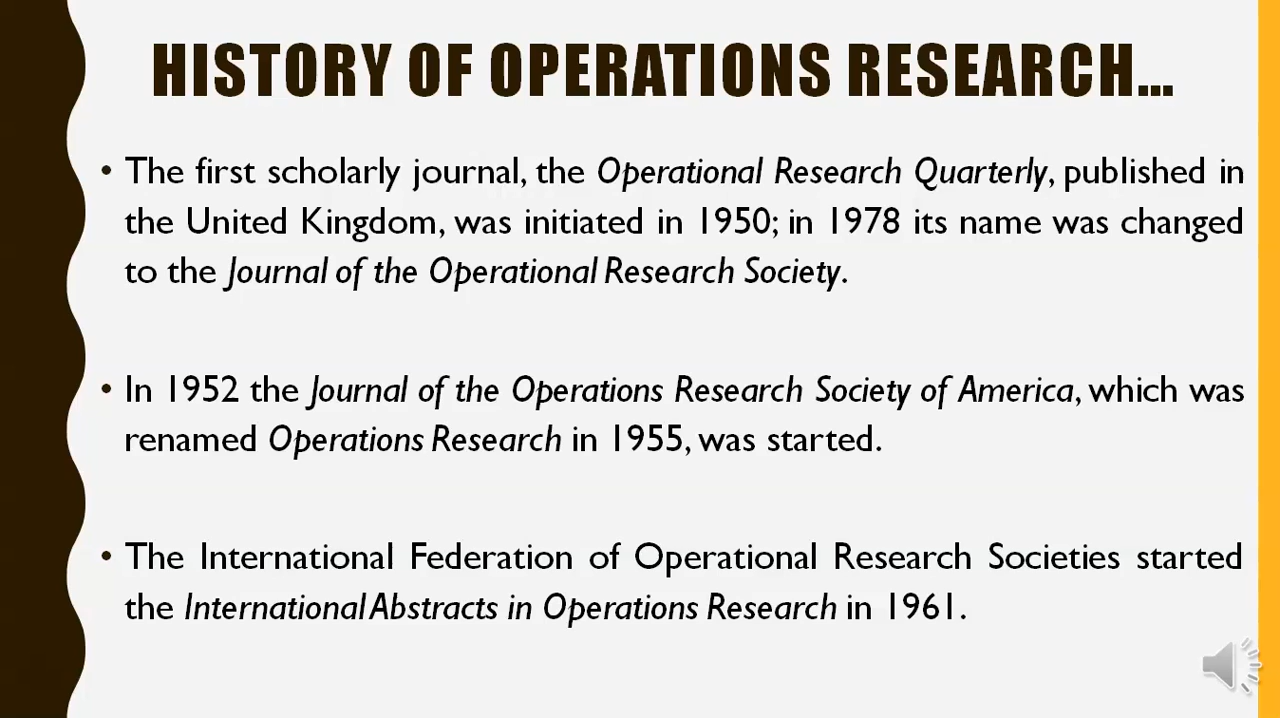 HISTORY OF OPERATIONS RESEARCH...
• The first scholarly journal, the Operational Research Quarterly, published in
the United Kingdom, was initiated in 1950; in 1978 its name was changed
to the Journal of the Operational Research Society.
• In 1952 the Journal of the Operations Research Society of America, which was
renamed Operations Research in 1955, was started.
• The International Federation of Operational Research Societies started
the International Abstracts in Operations Research in 1961.